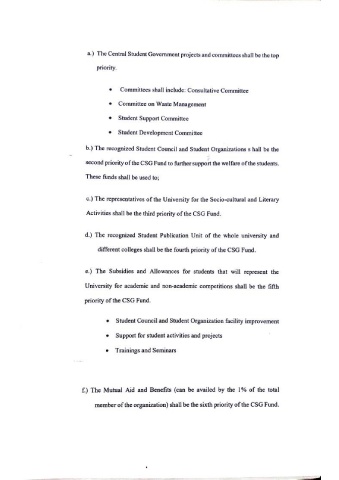 a.) The Central Student Government projects and committees shall be the top
priority.
• Committees shall include: Consultative Committee
• Committee on Waste Management
• Student Support Committee
• Student Development Committee
b.) The recognized Student Council and Student Organizations s hall be the
second priority of the CSG Fund to further support the welfare of the students.
These funds shall be used to;
c.) The representatives of the University for the Socio-cultural and Literary
Activities shall be the third priority of the CSG Fund.
d.) The recognized Student Publication Unit of the whole university and
different colleges shall be the fourth priority of the CSG Fund.
e.) The Subsidies and Allowances for students that will represent the
University for academic and non-academic competitions shall be the fifth
priority of the CSG Fund.
• Student Council and Student Organization facility improvement
• Support for student activities and projects
• Trainings and Seminars
f.) The Mutual Aid and Benefits (can be availed by the 1% of the total
member of the organization) shall be the sixth priority of the CSG Fund.